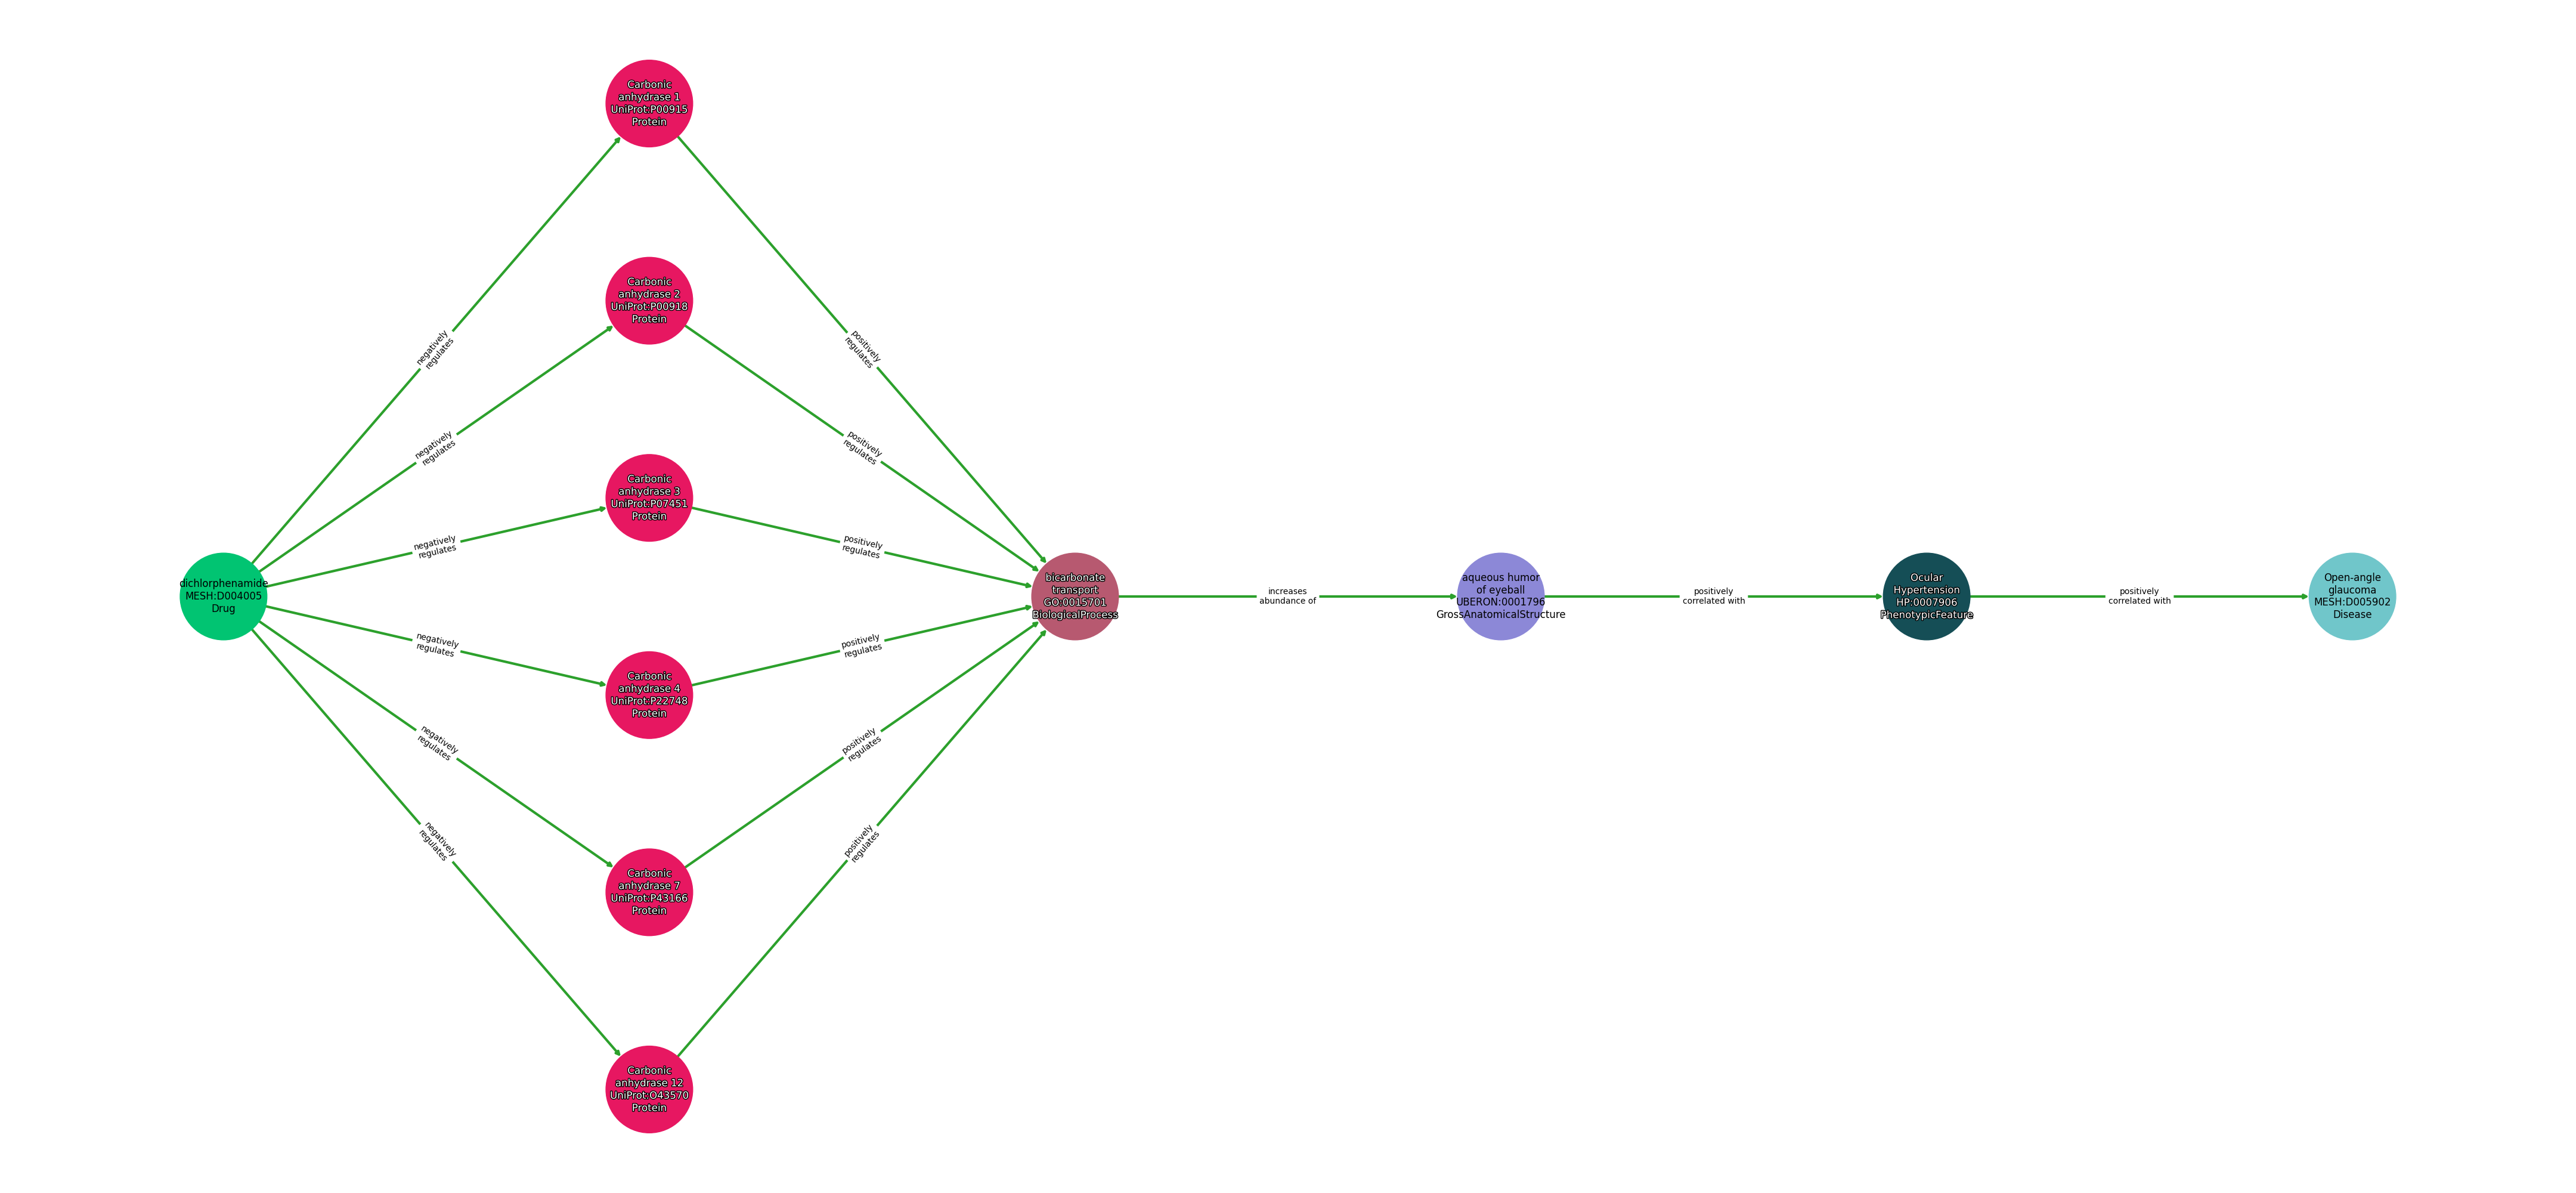 Carbonic
anhydrase 1
UniProt:P00915
Protein
Carbonic
anhydrase 2
UniProt:P00918
Protein
negatively
regulates
positively
regulates
negatively
regulates
positively
regulates
Carbonic
anhydrase 3
UniProt:P07451
Protein
negatively
regulates
positively
regulates
dichlorphenamide
MESH:D004005
Drug
bicarbonate
transport
GO:0015701
BiologicalProcess
increases
abundance of
aqueous humor
of eyeball
UBERON:0001796
GrossAnatomicalStructure
positively
correlated with
Ocular
Hypertension
HP:0007906
PhenotypicFeature
positively
correlated with
Open-angle
glaucoma
MESH:D005902
Disease
negatively
regulates
positively
regulates
Carbonic
anhydrase 4
UniProt:P22748
Protein
negatively
regulates
positively
regulates
negatively
regulates
positively
regulates
Carbonic
anhydrase 7
UniProt:P43166
Protein
Carbonic
anhydrase 12
UniProt:O43570
Protein